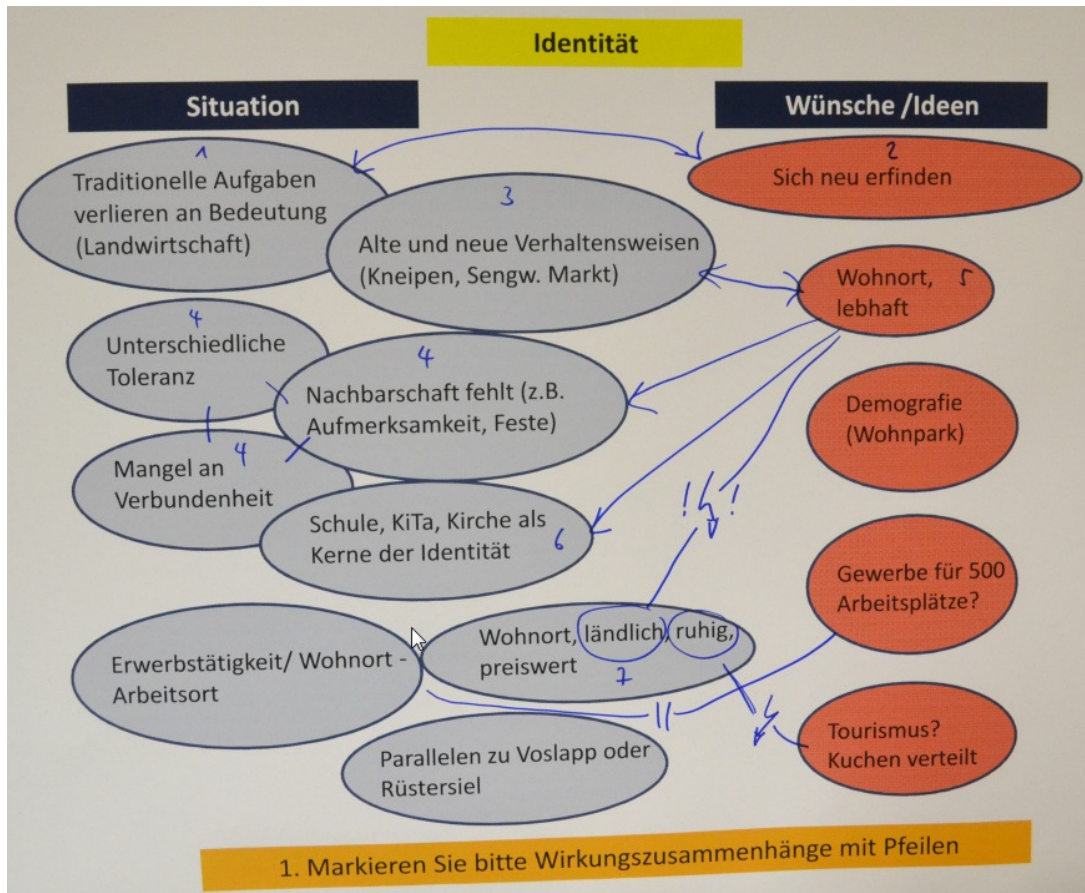 Identität
Situation
Wünsche /Ideen
1
Traditionelle Aufgaben
verlieren an Bedeutung
(Landwirtschaft)
2
Sich neu erfinden
3
Alte und neue Verhaltensweisen
(Kneipen, Sengw. Markt)
Wohnort, 5
lebhaft
4
Unterschiedliche
Toleranz
4
Nachbarschaft fehlt (z.B.
Aufmerksamkeit, Feste)
Demografie
(Wohnpark)
Mangel an 4
Verbundenheit
! !
Schule, KiTa, Kirche als
Kerne der Identität 6
Gewerbe für 500
Arbeitsplätze?
Wohnort, ländlich, ruhig,
preiswert
7
Erwerbstätigkeit/ Wohnort -
Arbeitsort
Tourismus?
Kuchen verteilt
Parallelen zu Voslapp oder
Rüstersiel
1. Markieren Sie bitte Wirkungszusammenhänge mit Pfeilen